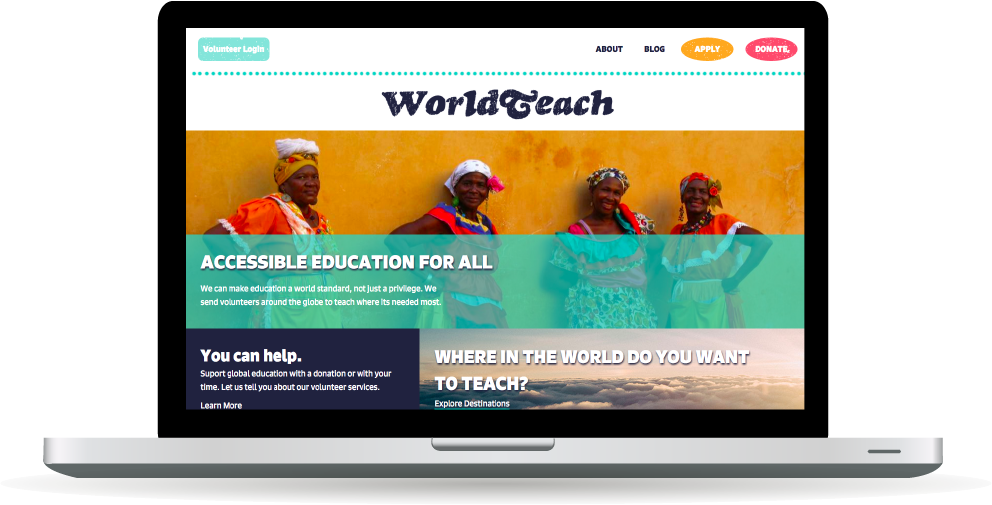 Volunteer Login
ABOUT
BLOG
APPLY
DONATE
WorldTeach
ACCESSIBLE EDUCATION FOR ALL
We can make education a world standard, not just a privilege. We
send volunteers around the globe to teach where its needed most.
You can help.
Suport global education with a donation or with your
time. Let us tell you about our volunteer services.
Learn More
WHERE IN THE WORLD DO YOU WANT
TO TEACH?
Explore Destinations